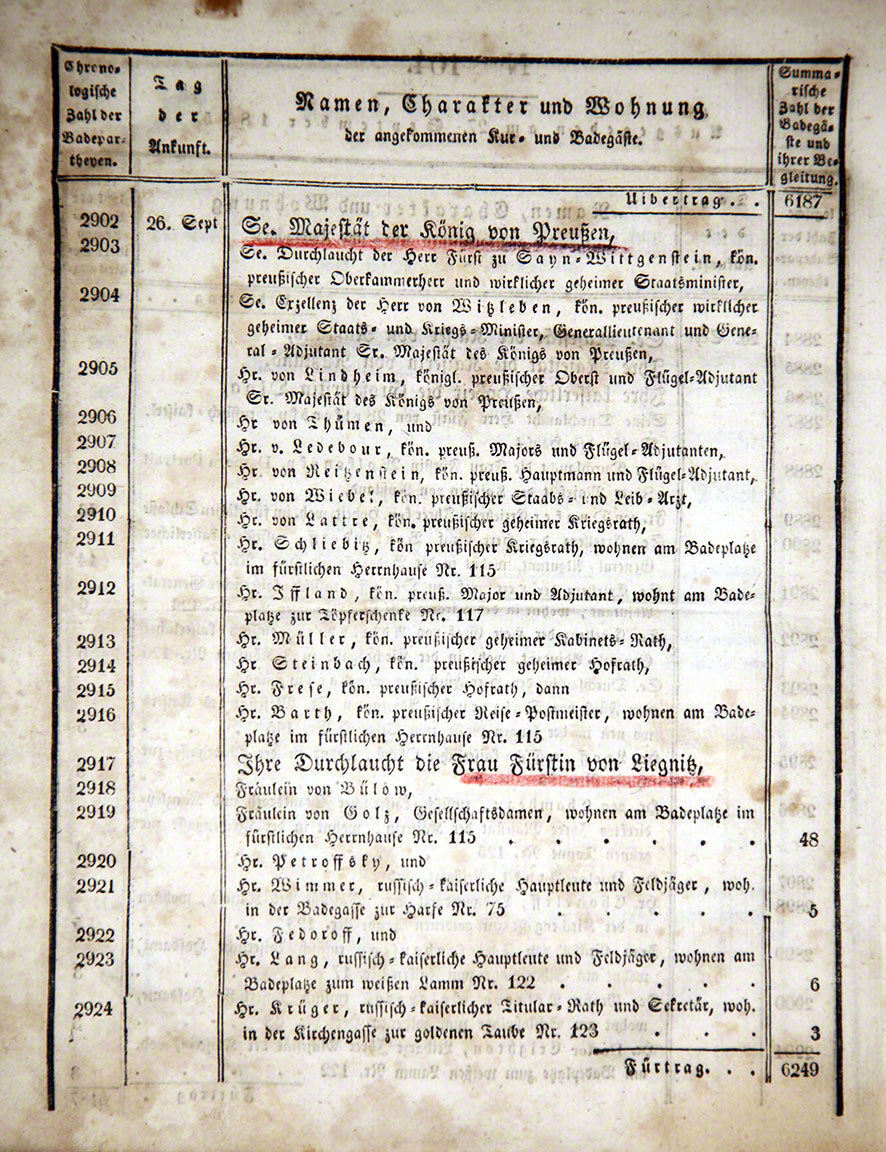 Chrono-
logische
Zahl der
Badepar-
theyen.
Tag
der
Ankunft.
Namen, Charakter und Wohnung
der angekommenen Kur- und Badegäste.
Summa-
rische
Zahl der
Badegä-
ste und
ihrer Be-
gleitung.
Uibertrag. . . 6187
2902 26. Sept Se. Majestät der König von Preußen,
2903 Se. Durchlaucht der Herr Fürst zu Sayn-Wittgenstein, kön.
preußischer Oberkammerherr und wirklicher geheimer Staatsminister,
2904 Se. Exzellenz der Herr von Witzleben, kön. preußischer wirklicher
geheimer Staats- und Kriegs-Minister, Generallieutenant und Gene-
ral-Adjutant Sr. Majestät des Königs von Preußen,
2905 Hr. von Lindheim, königl. preußischer Oberst und Flügel-Adjutant
Sr. Majestät des Königs von Preußen,
2906 Hr von Thümen, und
2907 Hr. v. Ledebour, kön. preuß. Majors und Flügel-Adjutanten,
2908 Hr. von Reitzenstein, kön. preuß. Hauptmann und Flügel-Adjutant,
2909 Hr. von Wiebel, kön. preußischer Staabs- und Leib-Arzt,
2910 Hr. von Lattre, kön. preußischer geheimer Kriegsrath,
2911 Hr. Schliebitz, kön preußischer Kriegsrath, wohnen am Badeplatze
im fürstlichen Herrnhause Nr. 115
2912 Hr. Iffland, kön. preuß. Major und Adjutant, wohnt am Bade-
platze zur Töpferschenke Nr. 117
2913 Hr. Müller, kön. preußischer geheimer Kabinets-Rath,
2914 Hr Steinbach, kön. preußischer geheimer Hofrath,
2915 Hr. Frese, kön. preußischer Hofrath, dann
2916 Hr. Barth, kön. preußischer Reise-Postmeister, wohnen am Bade-
platze im fürstlichen Herrnhause Nr. 115
2917 Ihre Durchlaucht die Frau Fürstin von Liegnitz,
2918 Fräulein von Bülow,
2919 Fräulein von Golz, Gesellschaftsdamen, wohnen am Badeplatze im
fürstlichen Herrnhause Nr. 115 . . . . . . 48
2920 Hr. Petroffsky, und
2921 Hr. Wimmer, russisch-kaiserliche Hauptleute und Feldjäger, woh.
in der Badegasse zur Harfe Nr. 75 . . . . . 5
2922 Hr. Fedoroff, und
2923 Hr. Lang, russisch-kaiserliche Hauptleute und Feldjäger, wohnen am
Badeplatze zum weißen Lamm Nr. 122 . . . . . 6
2924 Hr. Krüger, russisch-kaiserlicher Titular-Rath und Sekretär, woh.
in der Kirchengasse zur goldenen Taube Nr. 123 . . . 3
Fürtrag. . . 6249